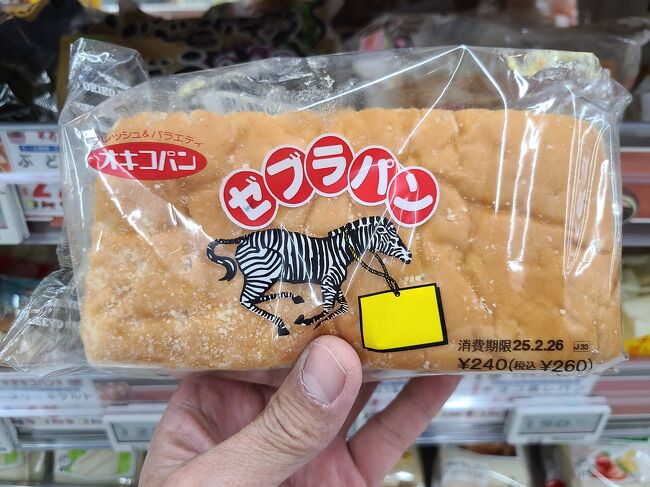 レッシュ&バラエティ
オキコパン
ゼブラパン
消費期限25.2.26 J33
¥240(税込¥260)